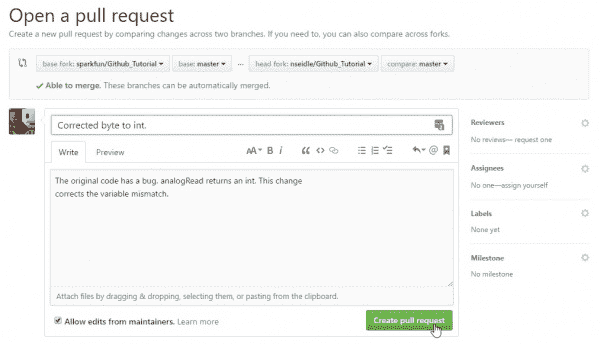 Open a pull request
Create a new pull request by comparing changes across two branches. If you need to, you can also compare across forks.
base fork: sparkfun/Github_Tutorial base: master ... head fork: nseidle/Github_Tutorial compare: master
Able to merge. These branches can be automatically merged.
Corrected byte to int.
Reviewers
No reviews— request one
Write Preview AA B i “ <> @
The original code has a bug. analogRead returns an int. This change
corrects the variable mismatch.
Assignees
No one—assign yourself
Labels
None yet
Milestone
No milestone
Attach files by dragging & dropping, selecting them, or pasting from the clipboard.
Allow edits from maintainers. Learn more
Create pull request